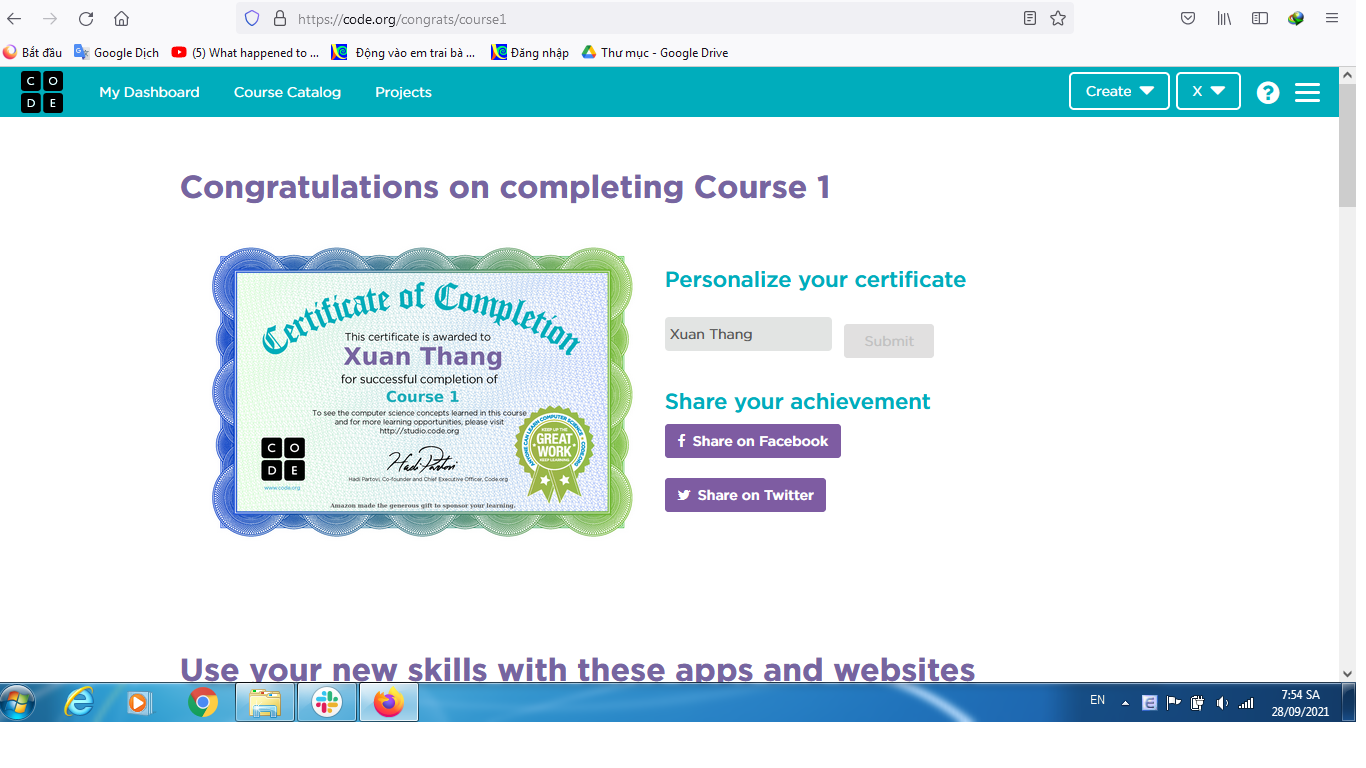 https://code.org/congrats/course1
Bắt đầu Google Dịch (5) What happened to ... Động vào em trai bà ... Đăng nhập Thư mục - Google Drive
C O D E My Dashboard Course Catalog Projects Create X ?
Congratulations on completing Course 1
Certificate of Completion
This certificate is awarded to
Xuan Thang
for successful completion of
Course 1
To see the computer science concepts learned in this course
and for more learning opportunities, please visit
http://studio.code.org
C O
D E
www.code.org
Hadi Partovi
Hadi Partovi, Co-founder and Chief Executive Officer, Code.org
ANYONE CAN LEARN COMPUTER SCIENCE • CODE.ORG
KEEP UP THE
GREAT
WORK
KEEP LEARNING
Amazon made the generous gift to sponsor your learning.
Personalize your certificate
Xuan Thang Submit
Share your achievement
f Share on Facebook
Share on Twitter
Use your new skills with these apps and websites
EN
7:54 SA
28/09/2021